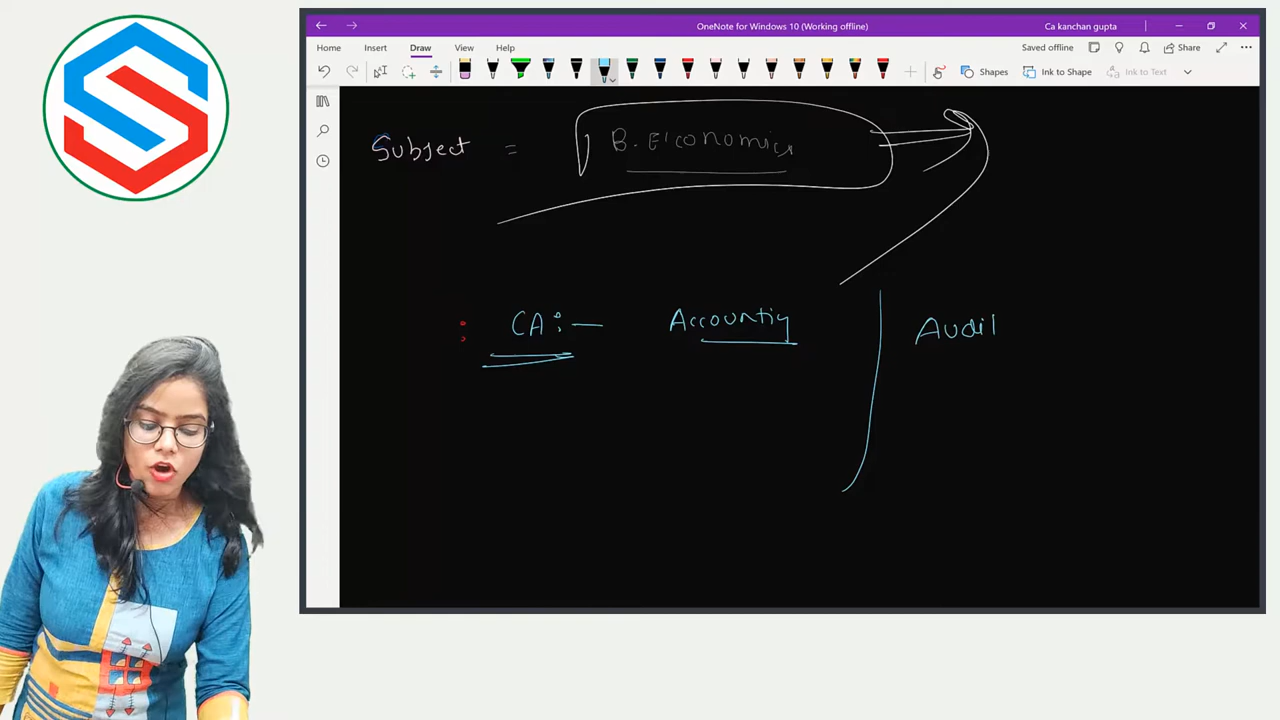 OneNote for Windows 10 (Working offline)
Ca kanchan gupta
Home Insert Draw View Help
Saved offline
Share
Shapes
Ink to Shape
Ink to Text
Subject = B. Economics
: CA:— Accounting
Audil